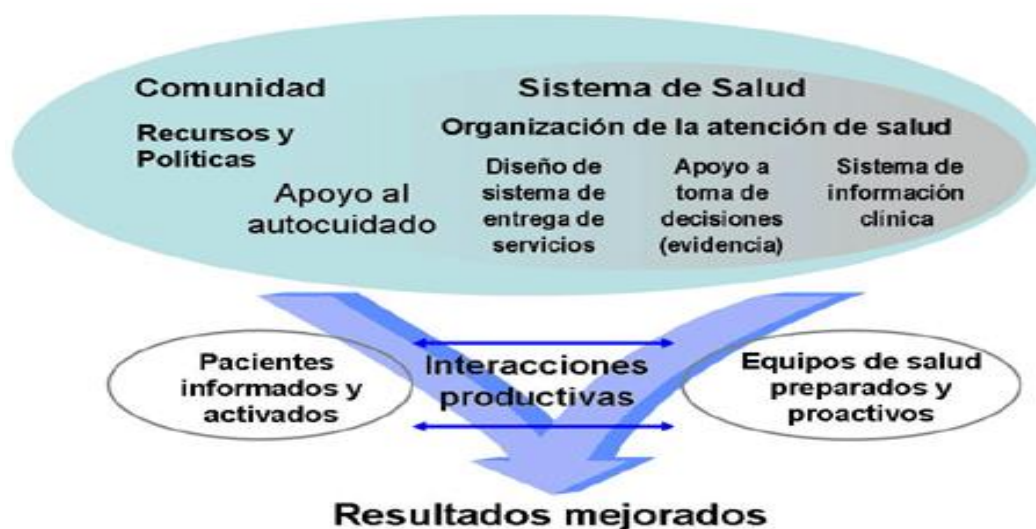 Comunidad
Recursos y
Políticas
Apoyo al
autocuidado
Sistema de Salud
Organización de la atención de salud
Diseño de
sistema de
entrega de
servicios
Apoyo a
toma de
decisiones
(evidencia)
Sistema de
información
clínica
Pacientes
informados y
activados
Interacciones
productivas
Equipos de salud
preparados y
proactivos
Resultados mejorados